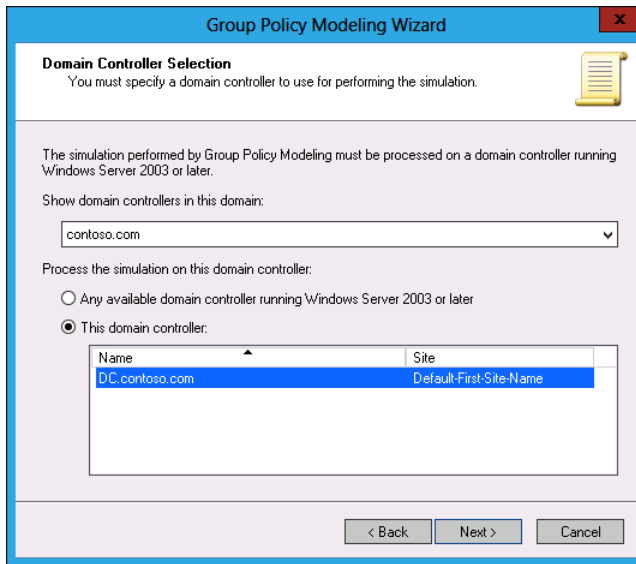 Group Policy Modeling Wizard
x
Domain Controller Selection
You must specify a domain controller to use for performing the simulation.
The simulation performed by Group Policy Modeling must be processed on a domain controller running
Windows Server 2003 or later.
Show domain controllers in this domain:
contoso.com
Process the simulation on this domain controller:
Any available domain controller running Windows Server 2003 or later
This domain controller:
Name Site
DC.contoso.com Default-First-Site-Name
< Back Next > Cancel